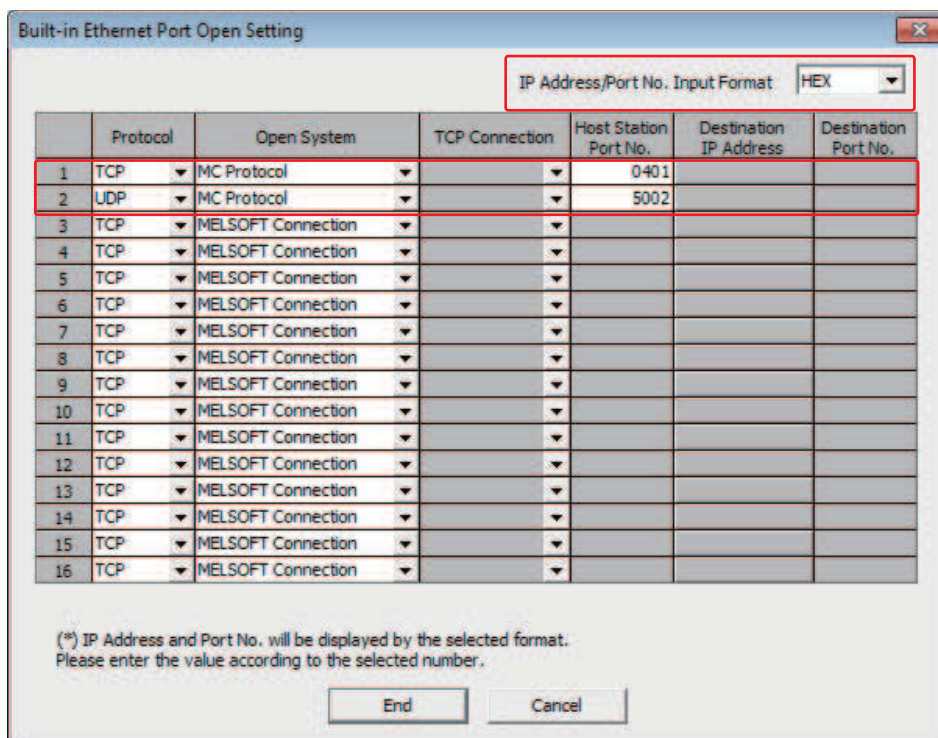 Built-in Ethernet Port Open Setting
IP Address/Port No. Input Format HEX
Protocol Open System TCP Connection Host Station Port No. Destination IP Address Destination Port No.
1 TCP MC Protocol 0401
2 UDP MC Protocol 5002
3 TCP MELSOFT Connection
4 TCP MELSOFT Connection
5 TCP MELSOFT Connection
6 TCP MELSOFT Connection
7 TCP MELSOFT Connection
8 TCP MELSOFT Connection
9 TCP MELSOFT Connection
10 TCP MELSOFT Connection
11 TCP MELSOFT Connection
12 TCP MELSOFT Connection
13 TCP MELSOFT Connection
14 TCP MELSOFT Connection
15 TCP MELSOFT Connection
16 TCP MELSOFT Connection
(*) IP Address and Port No. will be displayed by the selected format.
Please enter the value according to the selected number.
End Cancel